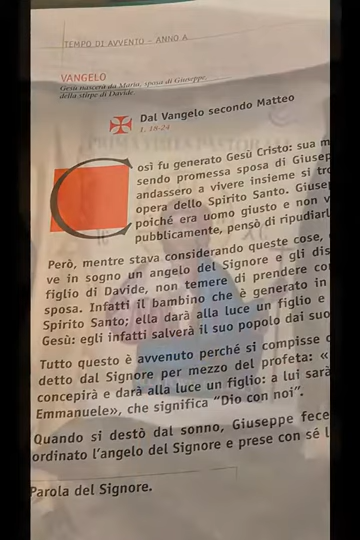 TEMPO DI AVVENTO - ANNO A
VANGELO
Gesù nascerà da Maria, sposa di Giuseppe,
della stirpe di Davide.
Dal Vangelo secondo Matteo
1, 18-24
Così fu generato Gesù Cristo: sua m
sendo promessa sposa di Giusep
andassero a vivere insieme si tro
opera dello Spirito Santo. Giusep
poiché era uomo giusto e non v
pubblicamente, pensò di ripudiarl
Però, mentre stava considerando queste cose,
ve in sogno un angelo del Signore e gli dis
figlio di Davide, non temere di prendere co
sposa. Infatti il bambino che è generato in
Spirito Santo; ella darà alla luce un figlio e
Gesù: egli infatti salverà il suo popolo dai suo
Tutto questo è avvenuto perché si compisse c
detto dal Signore per mezzo del profeta: «
concepirà e darà alla luce un figlio: a lui sarà
Emmanuele», che significa “Dio con noi”.
Quando si destò dal sonno, Giuseppe fece
ordinato l’angelo del Signore e prese con sé l
Parola del Signore.